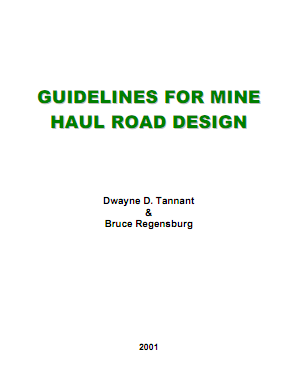 GUIDELINES FOR MINE
HAUL ROAD DESIGN
Dwayne D. Tannant
&
Bruce Regensburg
2001